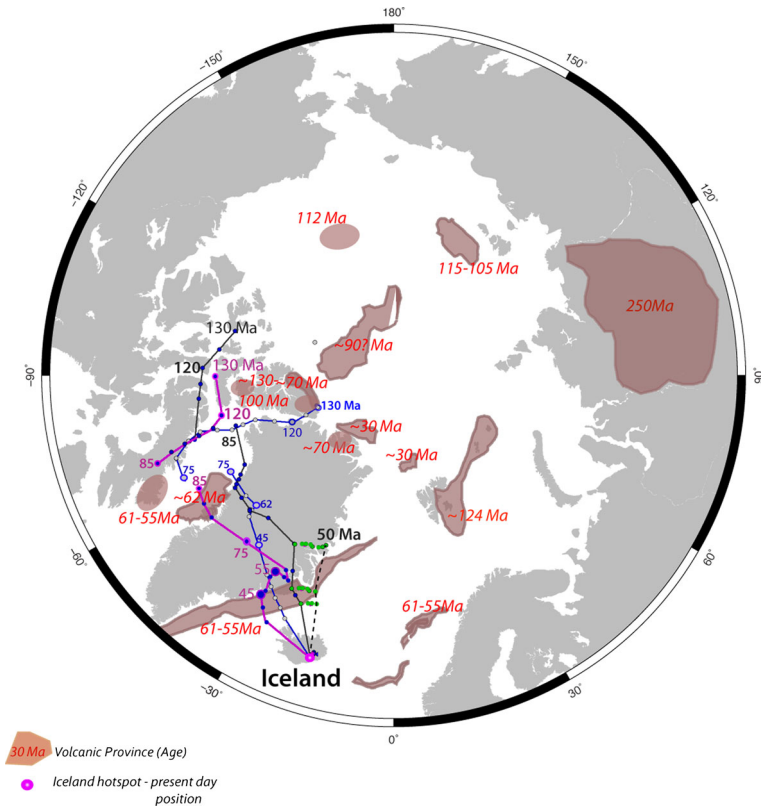 180°
−150°
150°
−120°
120°
112 Ma
115-105 Ma
250Ma
130 Ma
~90? Ma
120
130 Ma
−90°
90°
~130-
~70 Ma
100 Ma
130 Ma
120
120
~30 Ma
85
~70 Ma
~30 Ma
85
75
75
85
~62 Ma
62
61-55Ma
~124 Ma
45
50 Ma
75
−60°
60°
55
45
61-55Ma
61-55Ma
Iceland
−30°
30°
0°
30 Ma Volcanic Province (Age)
Iceland hotspot - present day
position